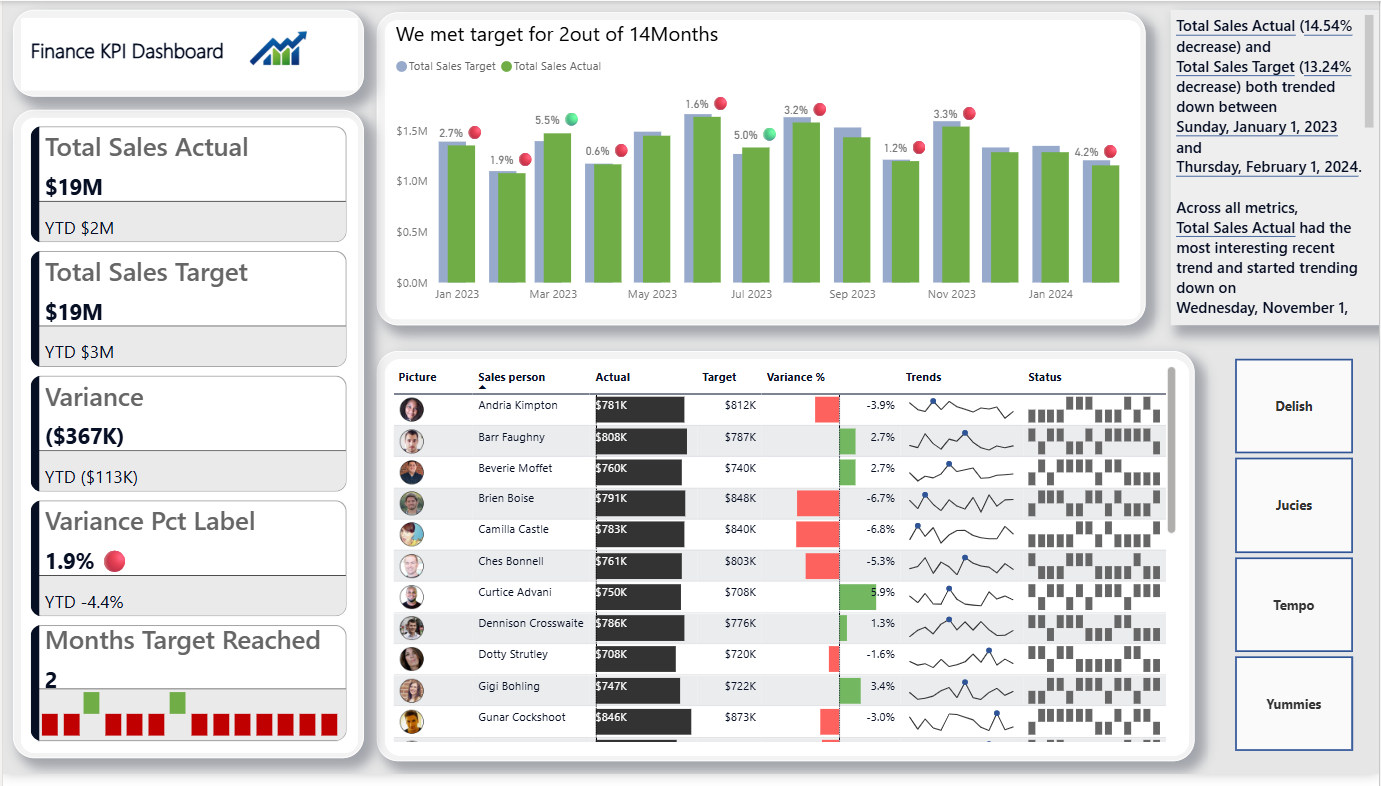 Finance KPI Dashboard
Total Sales Actual
$19M
YTD $2M
Total Sales Target
$19M
YTD $3M
Variance
($367K)
YTD ($113K)
Variance Pct Label
1.9%
YTD -4.4%
Months Target Reached
2
We met target for 2out of 14Months
Total Sales Target Total Sales Actual
$1.5M
$1.0M
$0.5M
$0.0M
2.7% 1.9% 5.5% 0.6% 1.6% 5.0% 3.2% 1.2% 3.3% 4.2%
Jan 2023 Mar 2023 May 2023 Jul 2023 Sep 2023 Nov 2023 Jan 2024
Total Sales Actual (14.54%
decrease) and
Total Sales Target (13.24%
decrease) both trended
down between
Sunday, January 1, 2023
and
Thursday, February 1, 2024.
Across all metrics,
Total Sales Actual had the
most interesting recent
trend and started trending
down on
Wednesday, November 1,
Picture Sales person Actual Target Variance % Trends Status
Andria Kimpton $781K $812K -3.9%
Barr Faughny $808K $787K 2.7%
Beverie Moffet $760K $740K 2.7%
Brien Boise $791K $848K -6.7%
Camilla Castle $783K $840K -6.8%
Ches Bonnell $761K $803K -5.3%
Curtice Advani $750K $708K 5.9%
Dennison Crosswaite $786K $776K 1.3%
Dotty Strutley $708K $720K -1.6%
Gigi Bohling $747K $722K 3.4%
Gunar Cockshoot $846K $873K -3.0%
Delish
Jucies
Tempo
Yummies